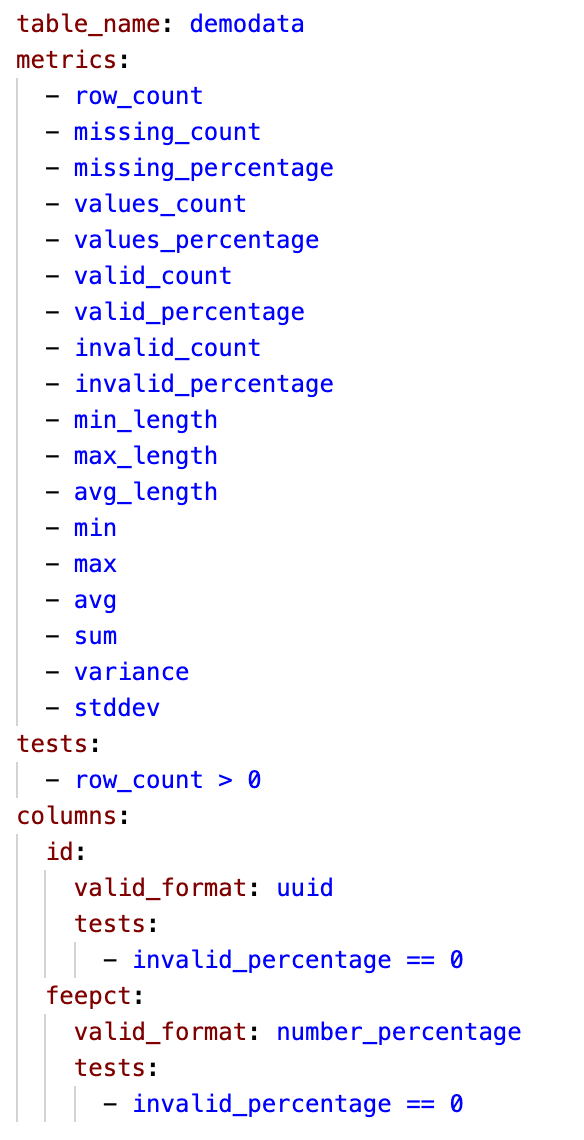 table_name: demodata
metrics:
  - row_count
  - missing_count
  - missing_percentage
  - values_count
  - values_percentage
  - valid_count
  - valid_percentage
  - invalid_count
  - invalid_percentage
  - min_length
  - max_length
  - avg_length
  - min
  - max
  - avg
  - sum
  - variance
  - stddev
tests:
  - row_count > 0
columns:
  id:
    valid_format: uuid
    tests:
      - invalid_percentage == 0
  feepct:
    valid_format: number_percentage
    tests:
      - invalid_percentage == 0